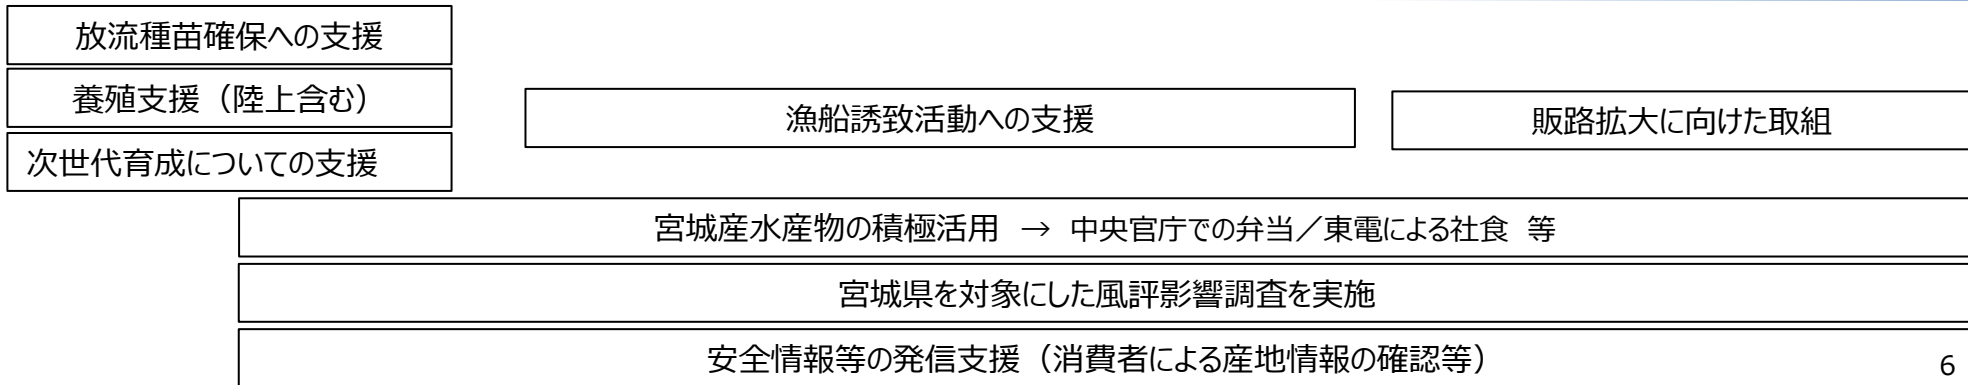 放流種苗確保への支援
養殖支援（陸上含む）
次世代育成についての支援
漁船誘致活動への支援
販路拡大に向けた取組
宮城産水産物の積極活用　→　中央官庁での弁当／東電による社食　等
宮城県を対象にした風評影響調査を実施
安全情報等の発信支援（消費者による産地情報の確認等）
6